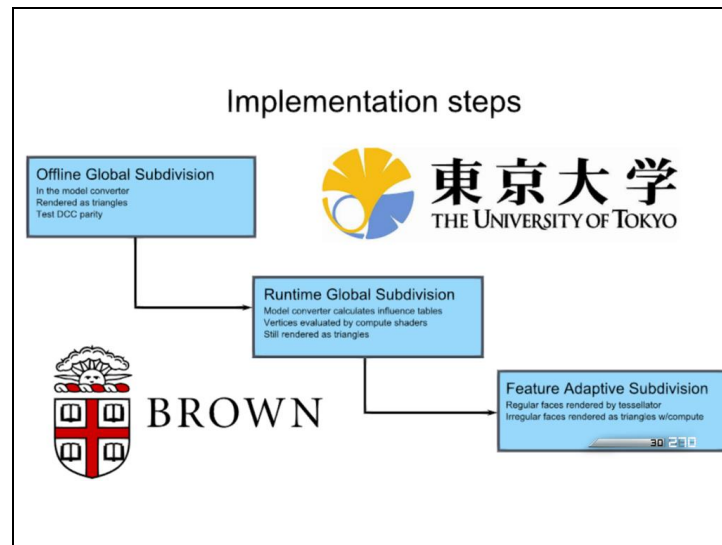 Implementation steps
Offline Global Subdivision
In the model converter
Rendered as triangles
Test DCC parity
東京大学
THE UNIVERSITY OF TOKYO
Runtime Global Subdivision
Model converter calculates influence tables
Vertices evaluated by compute shaders
Still rendered as triangles
BROWN
Feature Adaptive Subdivision
Regular faces rendered by tessellator
Irregular faces rendered as triangles w/compute
30 270